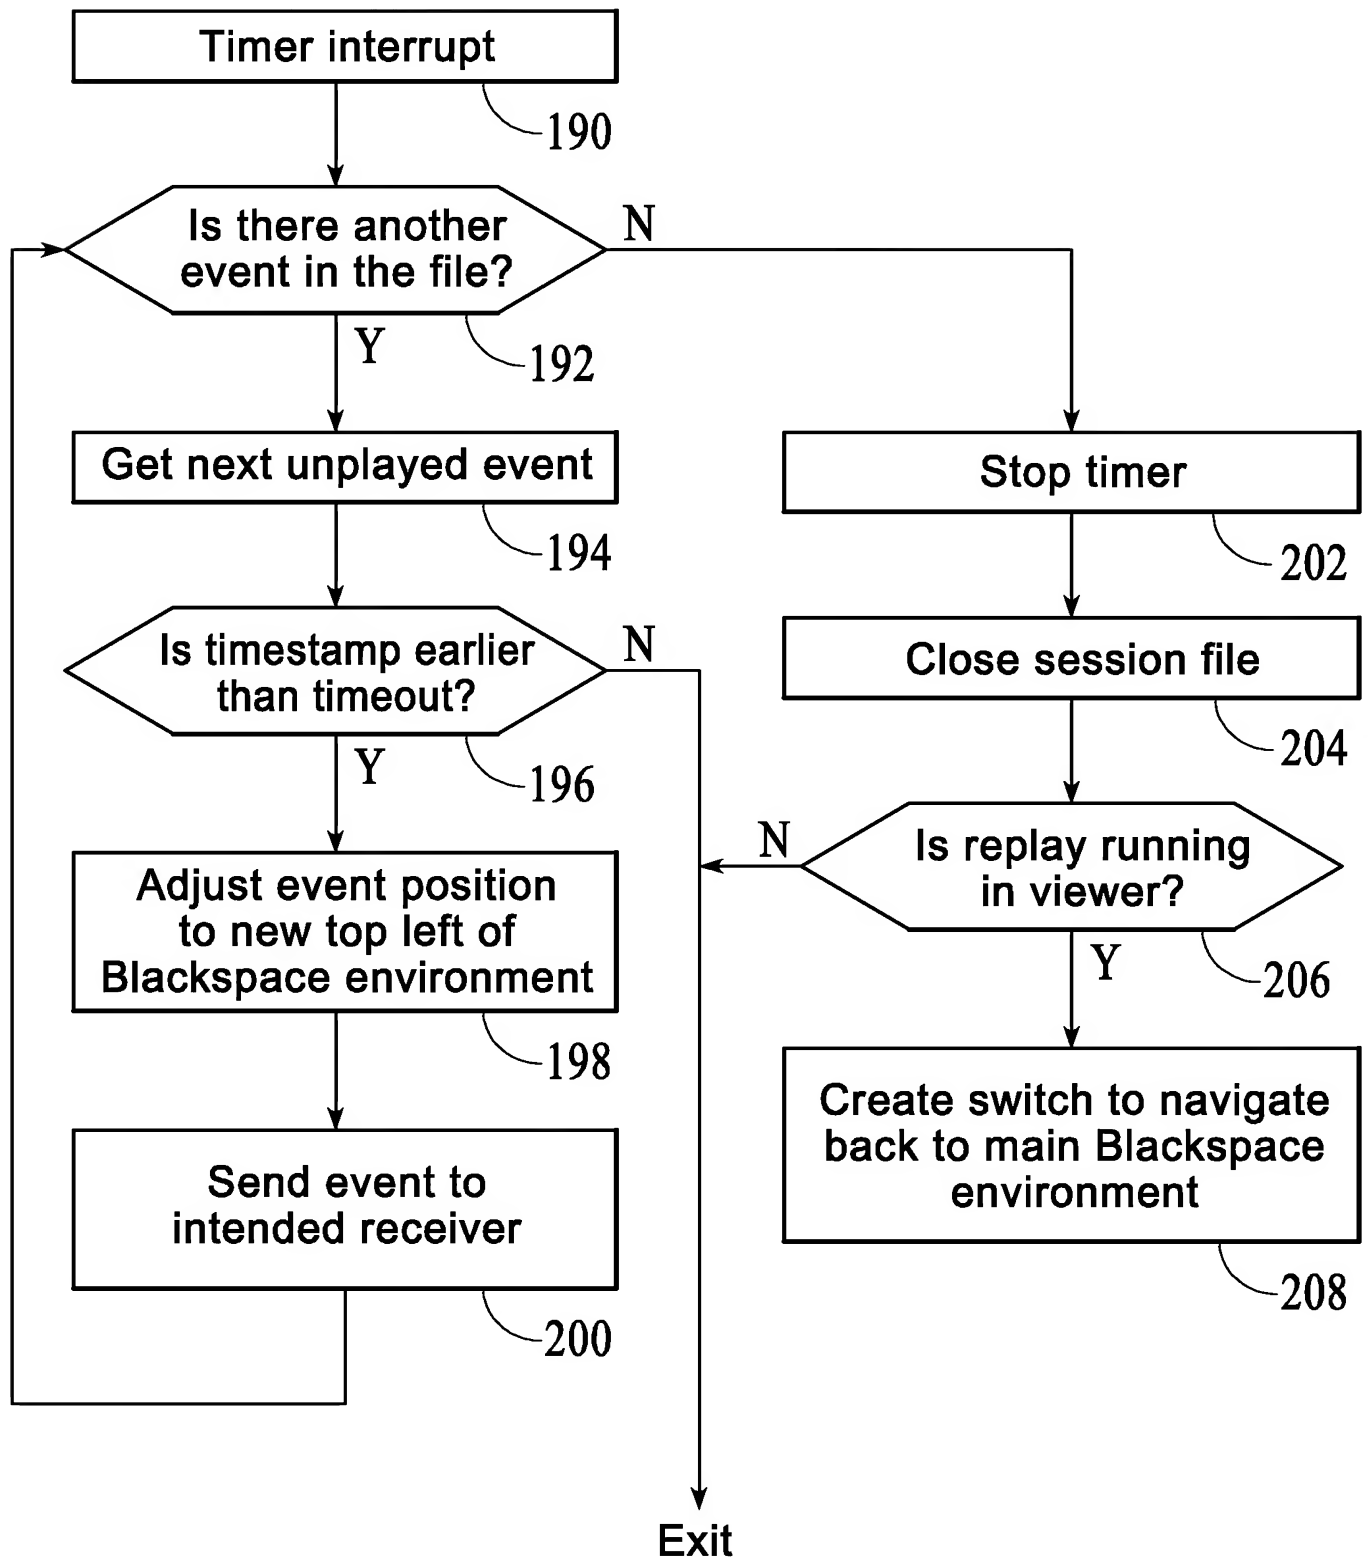 Timer interrupt
190
Is there another
event in the file?
N
Y
192
Get next unplayed event
194
Is timestamp earlier
than timeout?
N
Y
196
Adjust event position
to new top left of
Blackspace environment
198
Send event to
intended receiver
200
Stop timer
202
Close session file
204
Is replay running
in viewer?
N
Y
206
Create switch to navigate
back to main Blackspace
environment
208
Exit